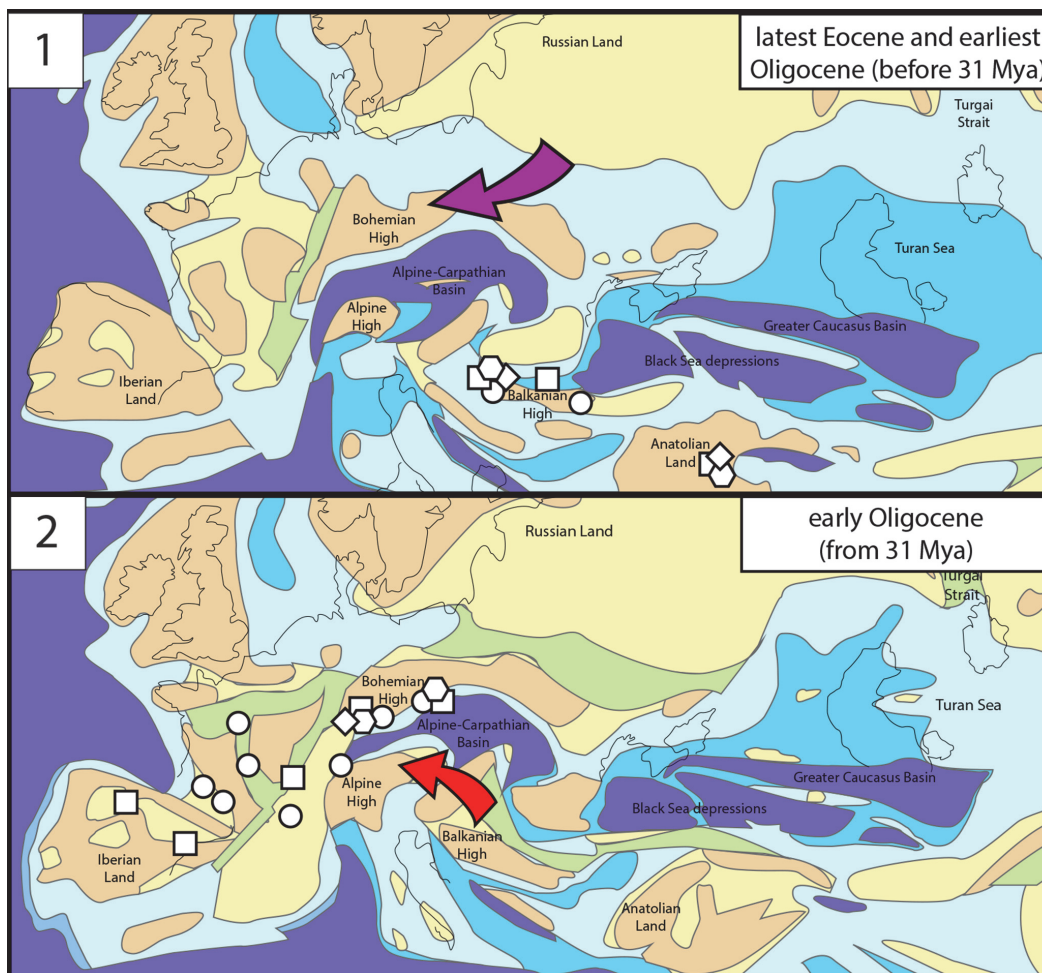 1
latest Eocene and earliest
Oligocene (before 31 Mya)
Russian Land
Turgai
Strait
Bohemian
High
Turan Sea
Alpine-Carpathian
Basin
Alpine
High
Greater Caucasus Basin
Black Sea depressions
Iberian
Land
Balkanian
High
Anatolian
Land
2
early Oligocene
(from 31 Mya)
Russian Land
Turgai
Strait
Bohemian
High
Turan Sea
Alpine-Carpathian
Basin
Greater Caucasus Basin
Alpine
High
Black Sea depressions
Balkanian
High
Iberian
Land
Anatolian
Land